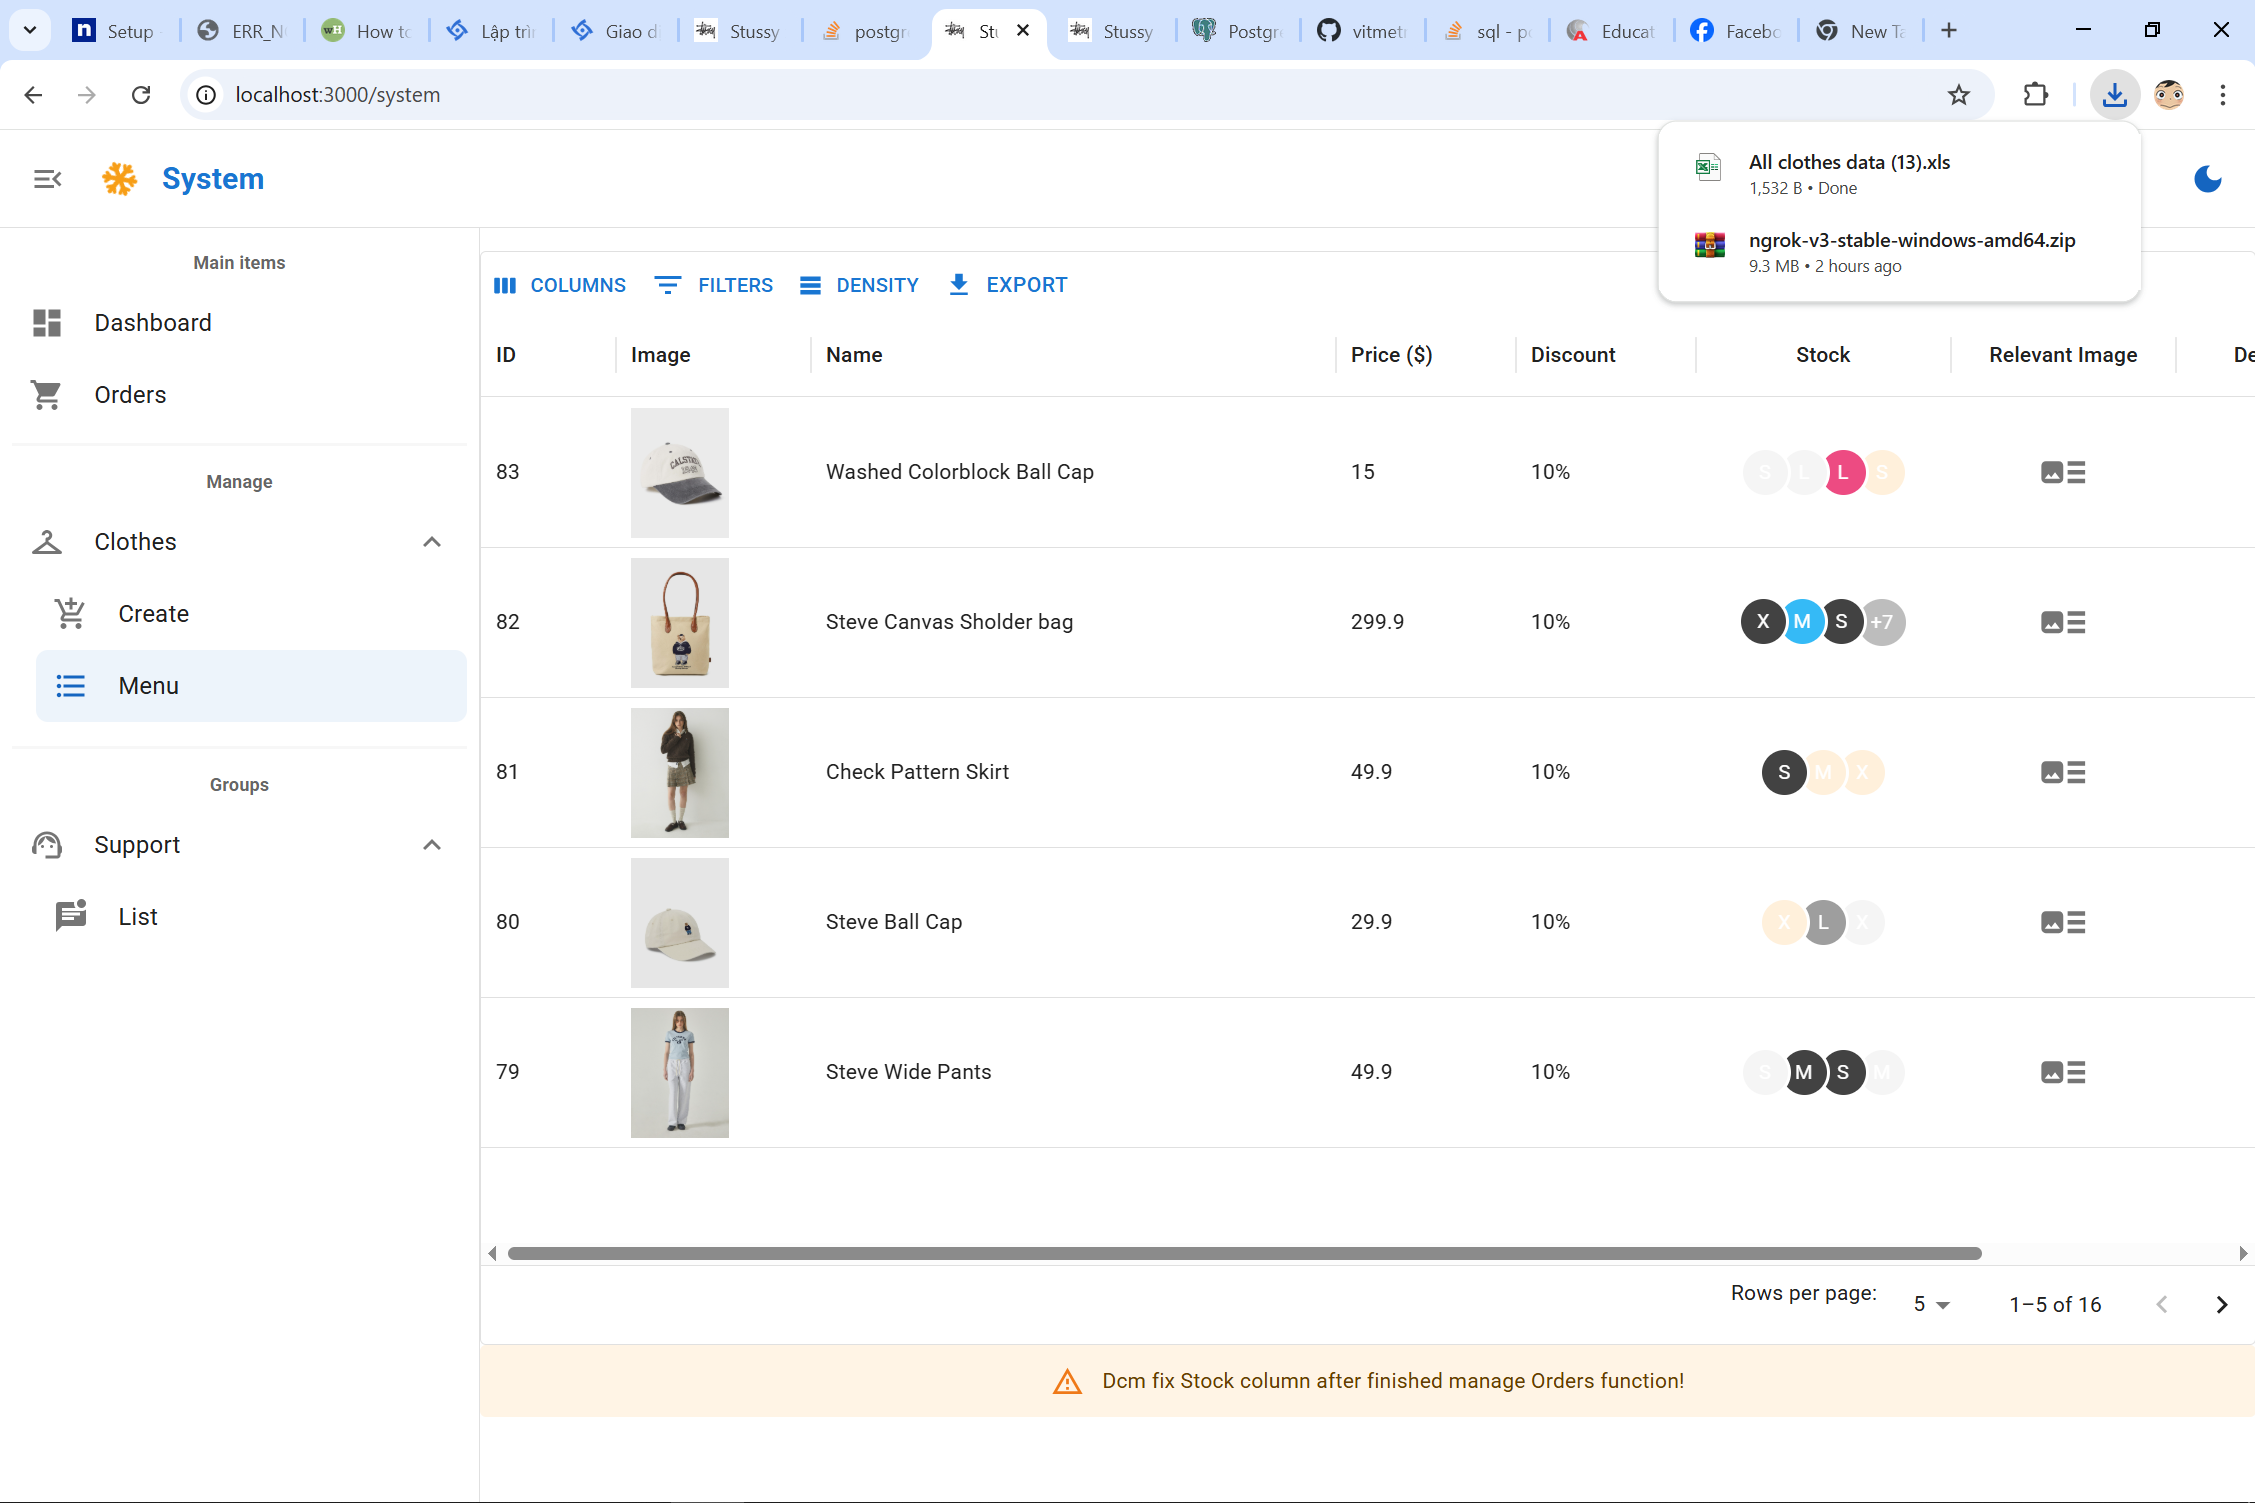 Setup
ERR_N
How to
Lập trì
Giao d
Stussy
postgr
St
Stussy
Postgr
vitmet
sql - p
Educat
Facebo
New Ta
localhost:3000/system
All clothes data (13).xls
1,532 B • Done
ngrok-v3-stable-windows-amd64.zip
9.3 MB • 2 hours ago
System
Main items
Dashboard
Orders
Manage
Clothes
Create
Menu
Groups
Support
List
COLUMNS FILTERS DENSITY EXPORT
ID Image Name Price ($) Discount Stock Relevant Image De
83 Washed Colorblock Ball Cap 15 10% S L L S
82 Steve Canvas Sholder bag 299.9 10% X M S +7
81 Check Pattern Skirt 49.9 10% S M X
80 Steve Ball Cap 29.9 10% X L X
79 Steve Wide Pants 49.9 10% S M S M
Rows per page: 5 1–5 of 16
Dcm fix Stock column after finished manage Orders function!